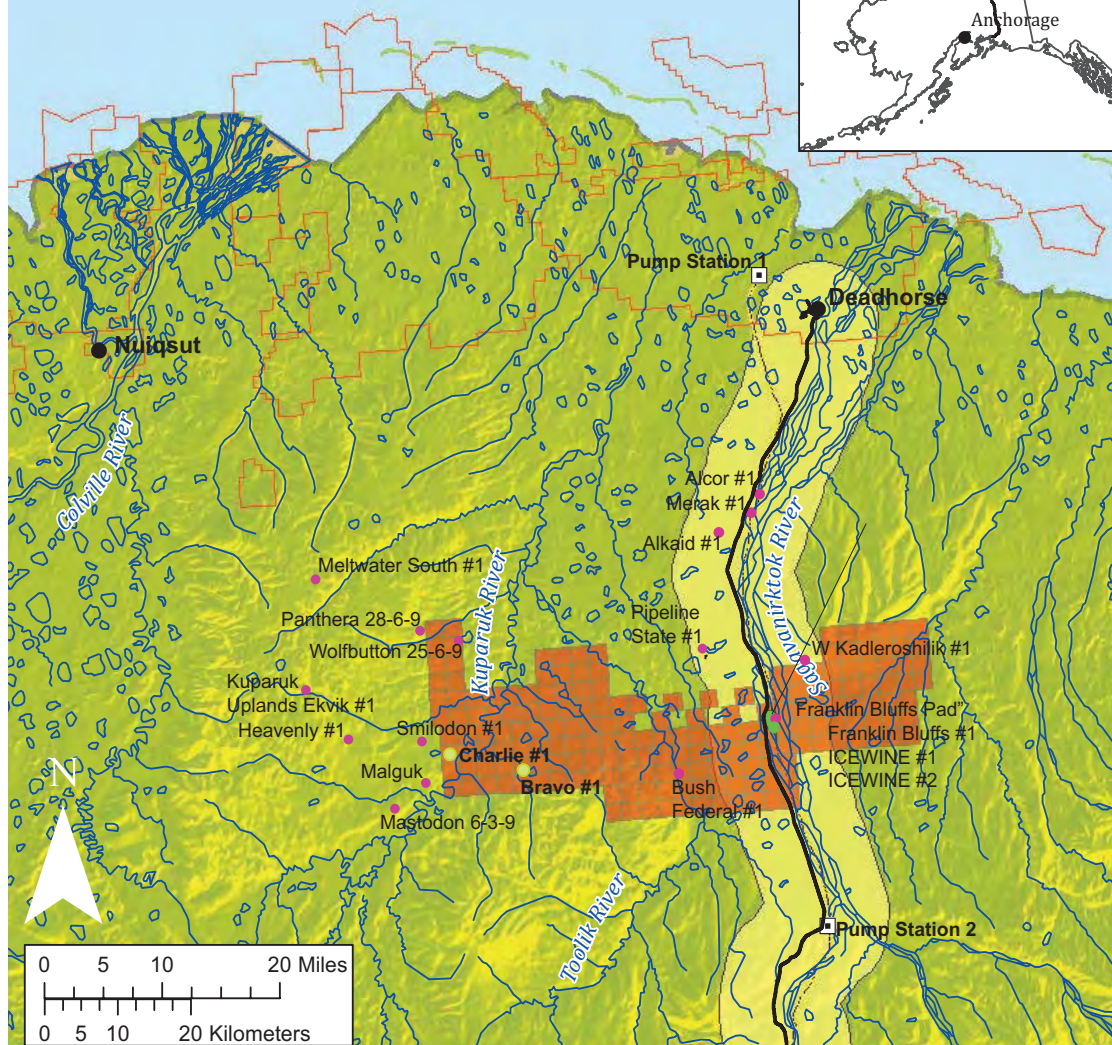 Anchorage
Pump Station 1
Deadhorse
Nuiqsut
Colville River
Alcor #1
Merak #1
Alkaid #1
Sagavanirktok River
Meltwater South #1
Kuparuk River
Panthera 28-6-9
Wolfbutton 25-6-9
Pipeline
State #1
W Kadleroshilik #1
Kuparuk
Uplands Ekvik #1
Heavenly #1
Smilodon #1
Charlie #1
Malguk
Bravo #1
Mastodon 6-3-9
Bush
Federal #1
"Franklin Bluffs Pad"
Franklin Bluffs #1
ICEWINE #1
ICEWINE #2
N
Toolik River
Pump Station 2
0 5 10 20 Miles
0 5 10 20 Kilometers